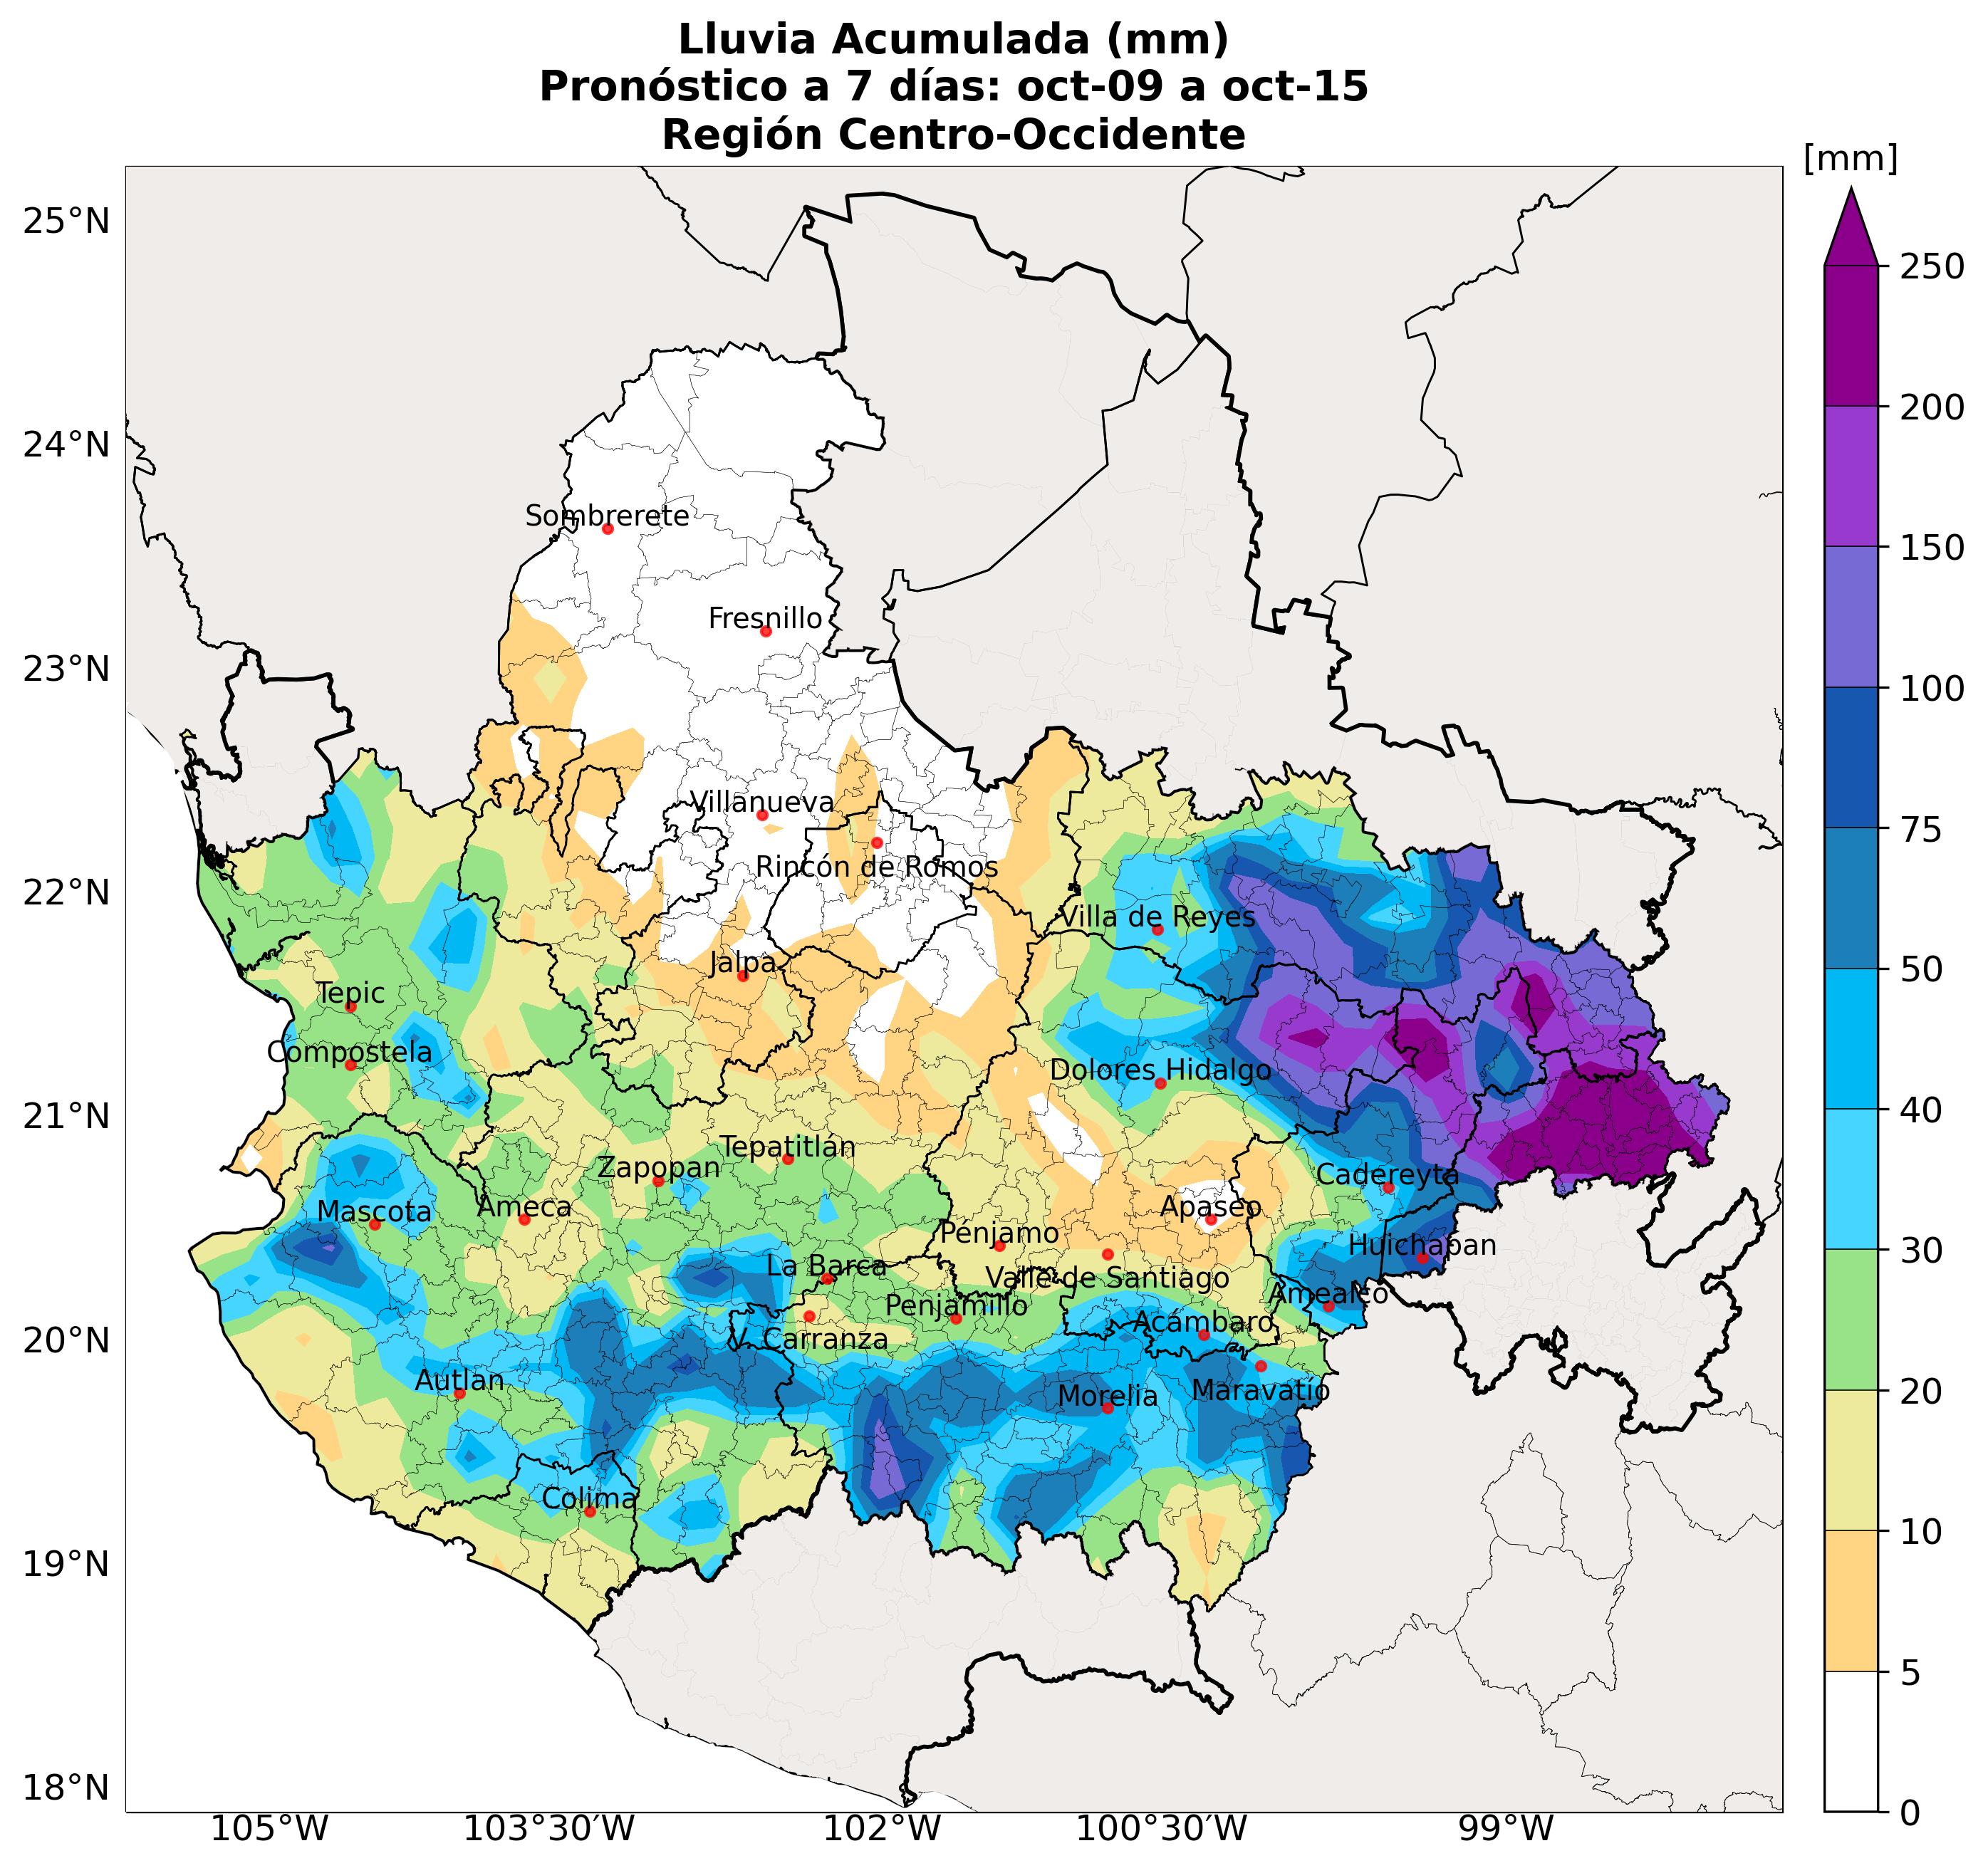 Lluvia Acumulada (mm)
Pronóstico a 7 días: oct-09 a oct-15
Región Centro-Occidente
[mm]
25°N
24°N
23°N
22°N
21°N
20°N
19°N
18°N
Sombrerete
Fresnillo
Villanueva
Rincón de Romos
Villa de Reyes
Jalpa
Tepic
Compostela
Dolores Hidalgo
Tepatitlán
Zapopan
Cadereyta
Mascota
Ameca
Apaseo
Pénjamo
Huichapan
La Barca
Valle de Santiago
Amealco
Penjamillo
Acámbaro
V. Carranza
Autlán
Morelia
Maravatío
Colima
105°W
103°30'W
102°W
100°30'W
99°W
250
200
150
100
75
50
40
30
20
10
5
0